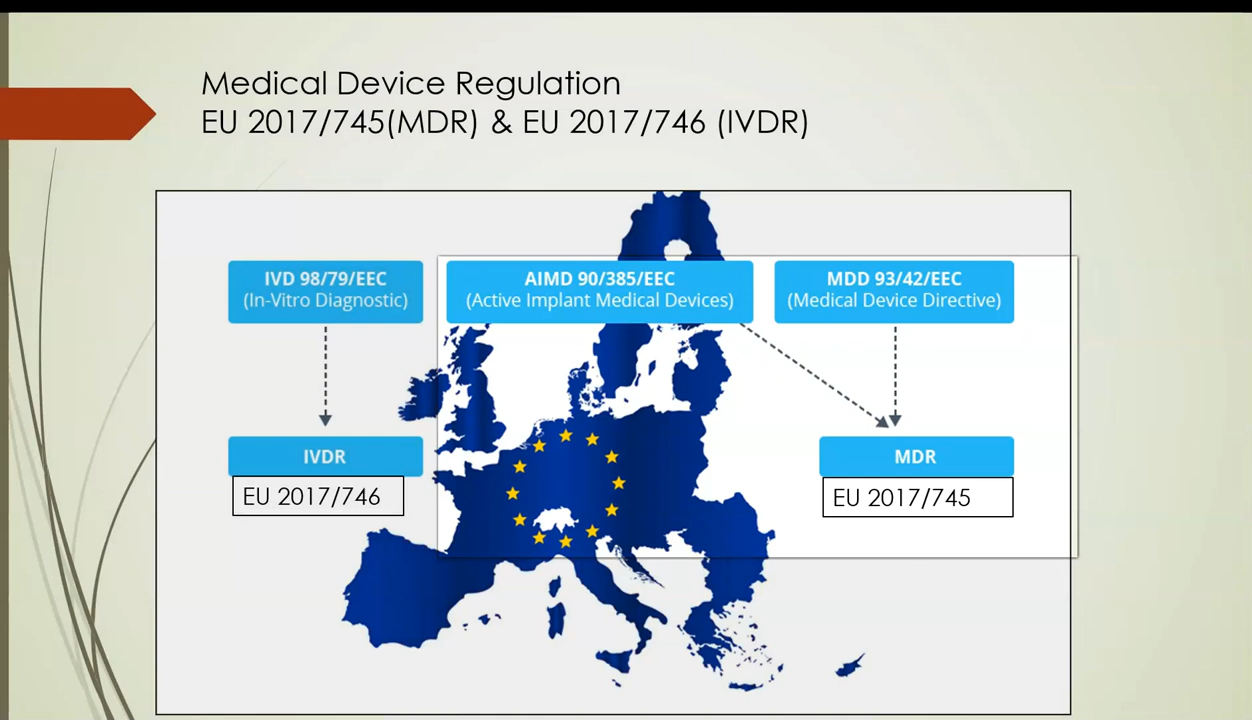 Medical Device Regulation
EU 2017/745(MDR) & EU 2017/746 (IVDR)
IVD 98/79/EEC
(In-Vitro Diagnostic)
AIMD 90/385/EEC
(Active Implant Medical Devices)
MDD 93/42/EEC
(Medical Device Directive)
IVDR
EU 2017/746
MDR
EU 2017/745